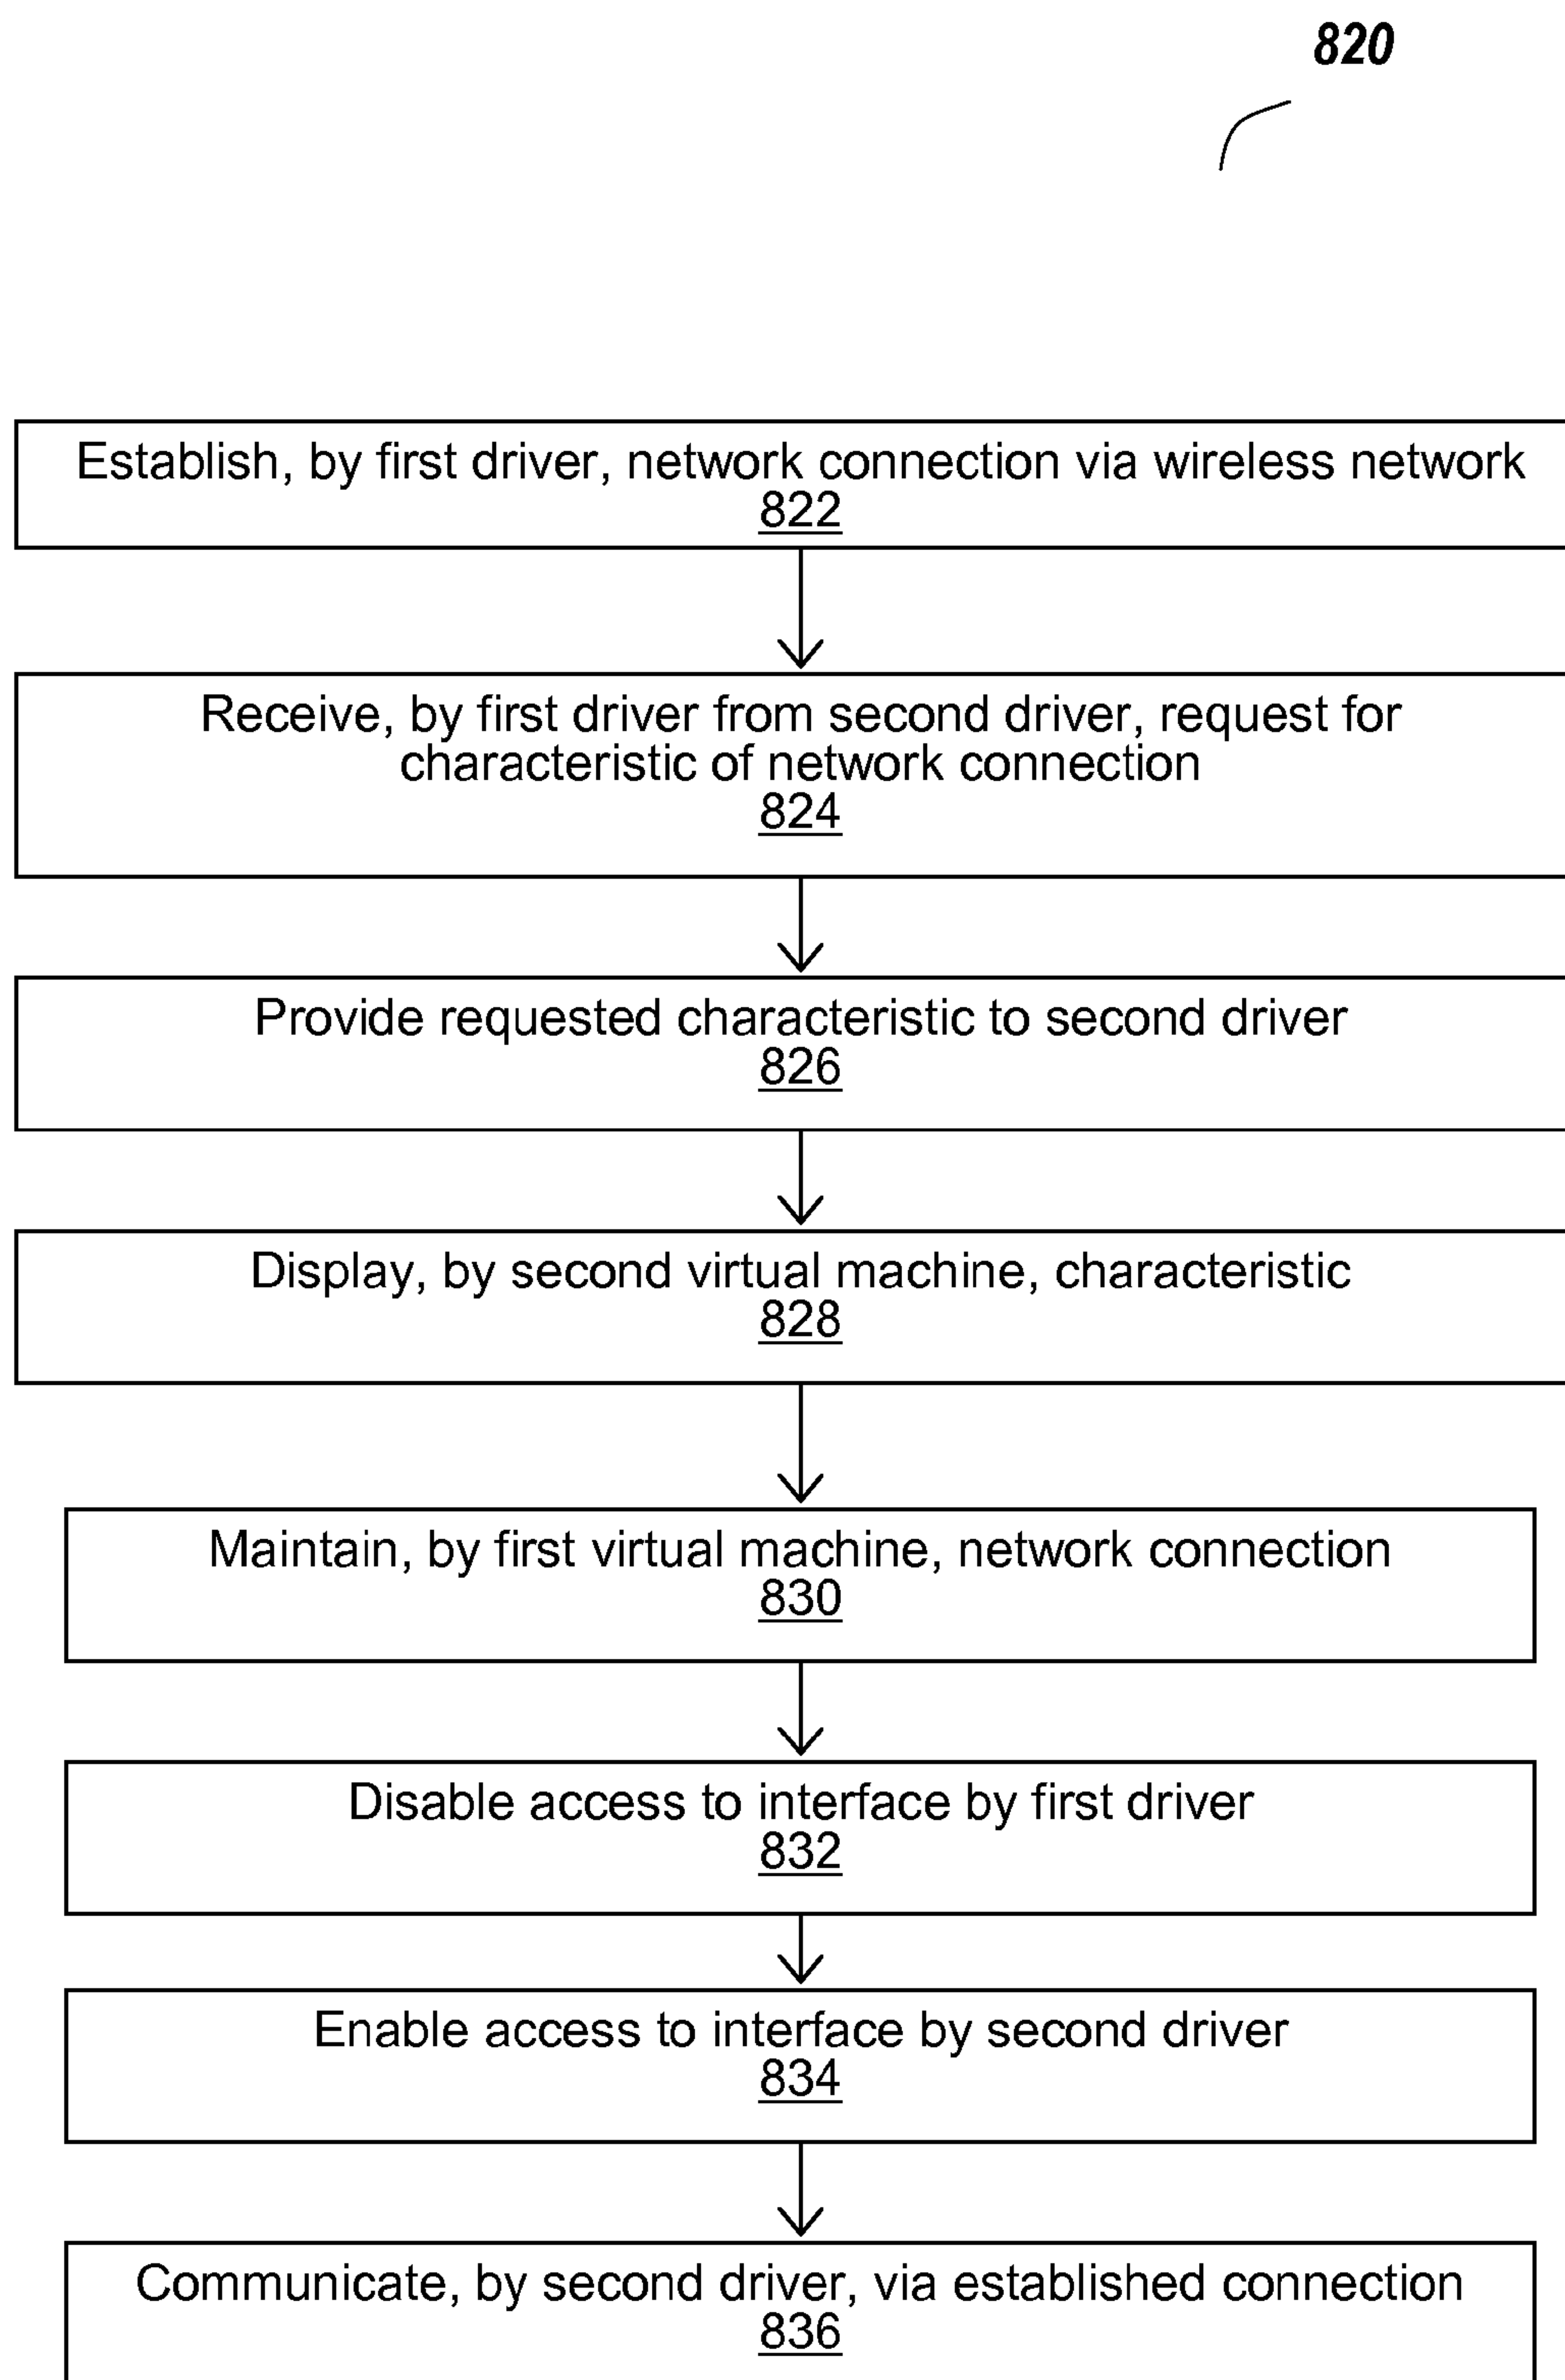 820
Establish, by first driver, network connection via wireless network
822
Receive, by first driver from second driver, request for
characteristic of network connection
824
Provide requested characteristic to second driver
826
Display, by second virtual machine, characteristic
828
Maintain, by first virtual machine, network connection
830
Disable access to interface by first driver
832
Enable access to interface by second driver
834
Communicate, by second driver, via established connection
836